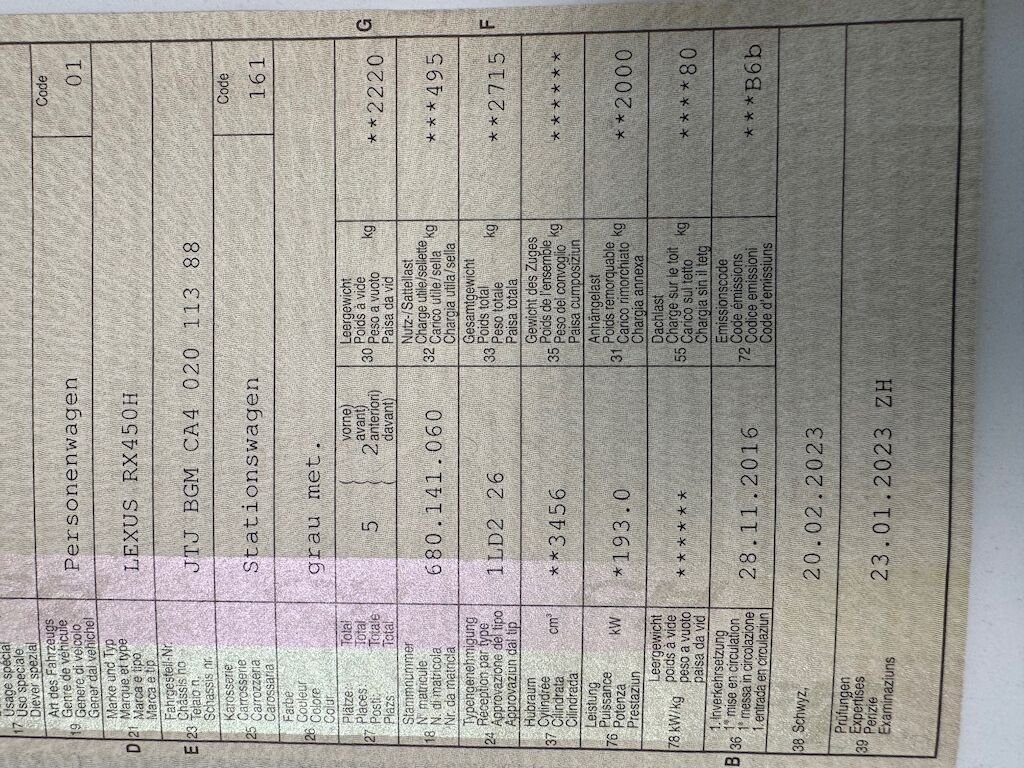 Usage spécial
17 Uso speciale
Diever spezial
Art des Fahrzeugs
Genre de véhicule
19 Genere di veicolo
Gener dal vehichel
Personenwagen
Code
01
Marke und Typ
Marque et type
D 21 Marca e tipo
Marca e tip
LEXUS RX450H
Fahrgestell-Nr.
Châssis no
E 23 Telaio n.
Schassis nr.
JTJ BGM CA4 020 113 88
Karosserie
Carrosserie
25 Carrozzeria
Carossaria
Stationswagen
Code
161
Farbe
Couleur
26 Colore
Colur
grau met.
Plätze:
Places:
27 Posti:
Plazs:
Total
Total
Totale
Total
5
vorne)
avant)
2 anteriori)
davant)
Leergewicht
Poids à vide
30 Peso a vuoto kg
Paisa da vid
**2220
G
Stammnummer
N° matricule
18 N. di matricola
Nr. da matricla
680.141.060
Nutz-/Sattellast
Charge utile/sellette kg
32 Carico utile/sella
Chargia utila/sella
***495
Typengenehmigung
Réception par type
24 Approvazione del tipo
Approvaziun dal tip
1LD2 26
Gesamtgewicht
Poids total
33 Peso totale kg
Paisa totala
**2715
F
Hubraum
Cylindrée
37 Cilindrata cm³
Cilindrada
**3456
Gewicht des Zuges
Poids de l'ensemble kg
35 Peso del convoglio
Paisa cumposiziun
******
Leistung
Puissance
76 Potenza kW
Prestaziun
*193.0
Anhängelast
Poids remorquable kg
31 Carico rimorchiato
Chargia annexa
**2000
Leergewicht
poids à vide
78 kW/kg peso a vuoto
paisa da vid
******
Dachlast
Charge sur le toit kg
55 Carico sul tetto
Chargia sin il tetg
****80
1. Inverkehrsetzung
1re mise en circulation
B 36 1a messa in circolazione
1. entrada en circulaziun
28.11.2016
Emissionscode
Code émissions
72 Codice emissioni
Code d'emissiuns
***B6b
38 Schwyz,
20.02.2023
Prüfungen
Expertises
39 Perizie
Examinaziuns
23.01.2023 ZH